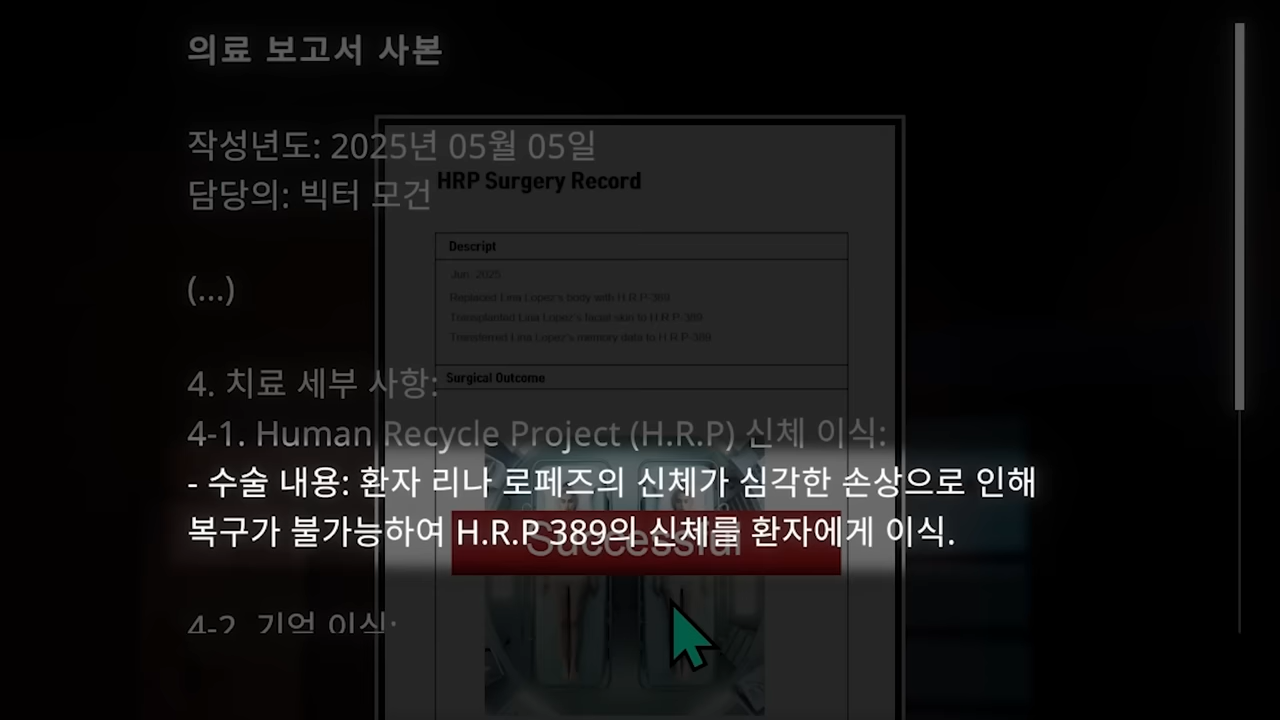 의료 보고서 사본
작성년도: 2025년 05월 05일
담당의: 빅터 모건
HRP Surgery Record
Descript
Jun. 2025
(...)
Replaced Lina Lopez's body with H.R.P-389
Transplanted Lina Lopez's facial skin to H.R.P-389
Transferret Lina Lopez's memory data to H.R.P-389
4. 치료 세부 사항:
Surgical Outcome
4-1. Human Recycle Project (H.R.P) 신체 이식:
- 수술 내용: 환자 리나 로페즈의 신체가 심각한 손상으로 인해
복구가 불가능하여 H.R.P 389의 신체를 환자에게 이식.
Successful
4-2. 기억 이식: